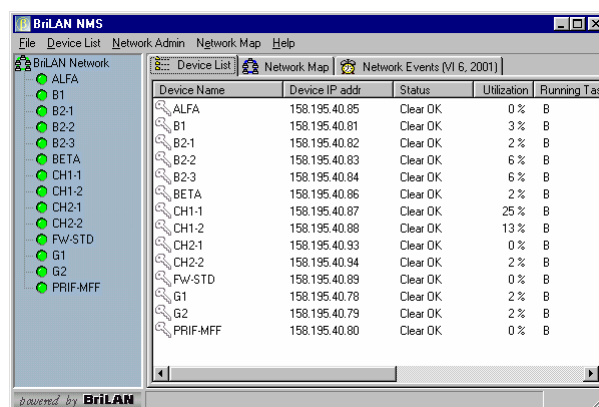 BriLAN NMS
File Device List Network Admin Network Map Help
BriLAN Network
ALFA
B1
B2-1
B2-2
B2-3
BETA
CH1-1
CH1-2
CH2-1
CH2-2
FW-STD
G1
G2
PRIF-MFF
Device List Network Map Network Events (VI 6, 2001)
Device Name Device IP addr Status Utilization Running Tas
ALFA 158.195.40.85 Clear OK 0 % B
B1 158.195.40.81 Clear OK 3 % B
B2-1 158.195.40.82 Clear OK 2 % B
B2-2 158.195.40.83 Clear OK 6 % B
B2-3 158.195.40.84 Clear OK 6 % B
BETA 158.195.40.86 Clear OK 2 % B
CH1-1 158.195.40.87 Clear OK 25 % B
CH1-2 158.195.40.88 Clear OK 13 % B
CH2-1 158.195.40.93 Clear OK 0 % B
CH2-2 158.195.40.94 Clear OK 2 % B
FW-STD 158.195.40.89 Clear OK 0 % B
G1 158.195.40.78 Clear OK 2 % B
G2 158.195.40.79 Clear OK 2 % B
PRIF-MFF 158.195.40.80 Clear OK 0 % B
powered by BriLAN